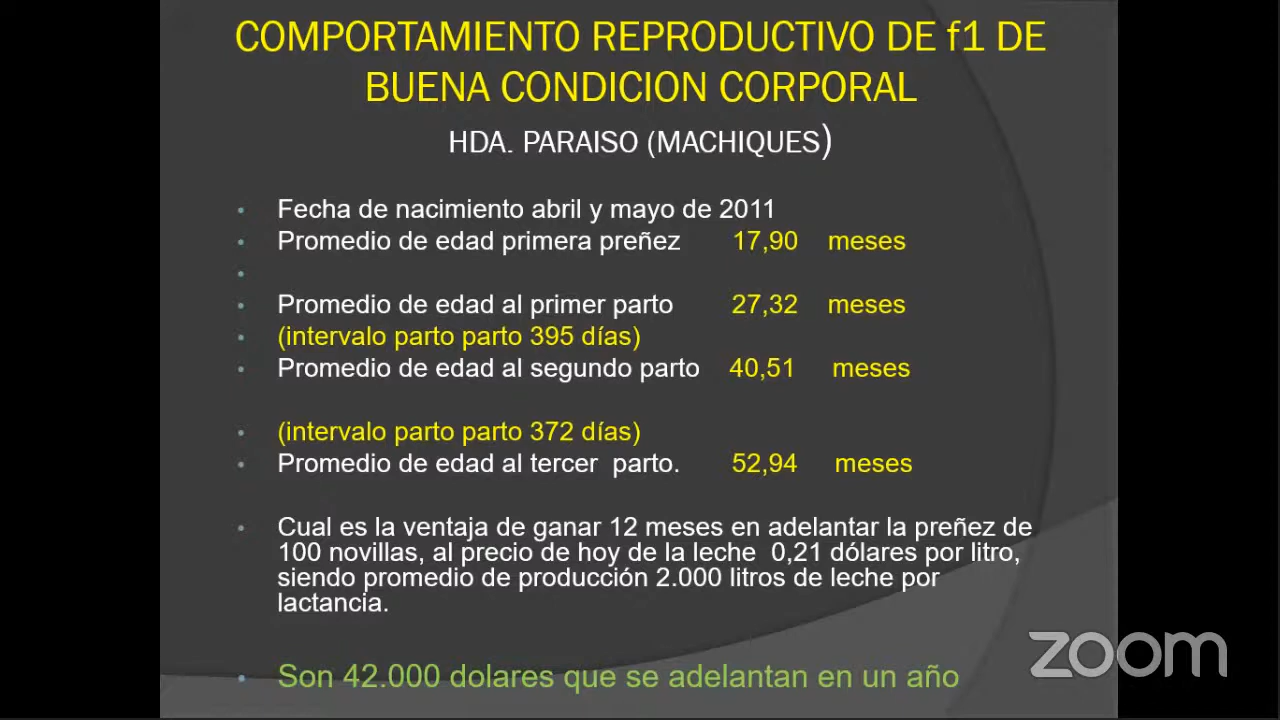 COMPORTAMIENTO REPRODUCTIVO DE f1 DE
BUENA CONDICION CORPORAL
HDA. PARAISO (MACHIQUES)
• Fecha de nacimiento abril y mayo de 2011
• Promedio de edad primera preñez 17,90 meses
•
• Promedio de edad al primer parto 27,32 meses
• (intervalo parto parto 395 días)
• Promedio de edad al segundo parto 40,51 meses
• (intervalo parto parto 372 días)
• Promedio de edad al tercer parto. 52,94 meses
• Cual es la ventaja de ganar 12 meses en adelantar la preñez de
100 novillas, al precio de hoy de la leche 0,21 dólares por litro,
siendo promedio de producción 2.000 litros de leche por
lactancia.
• Son 42.000 dolares que se adelantan en un año
zoom